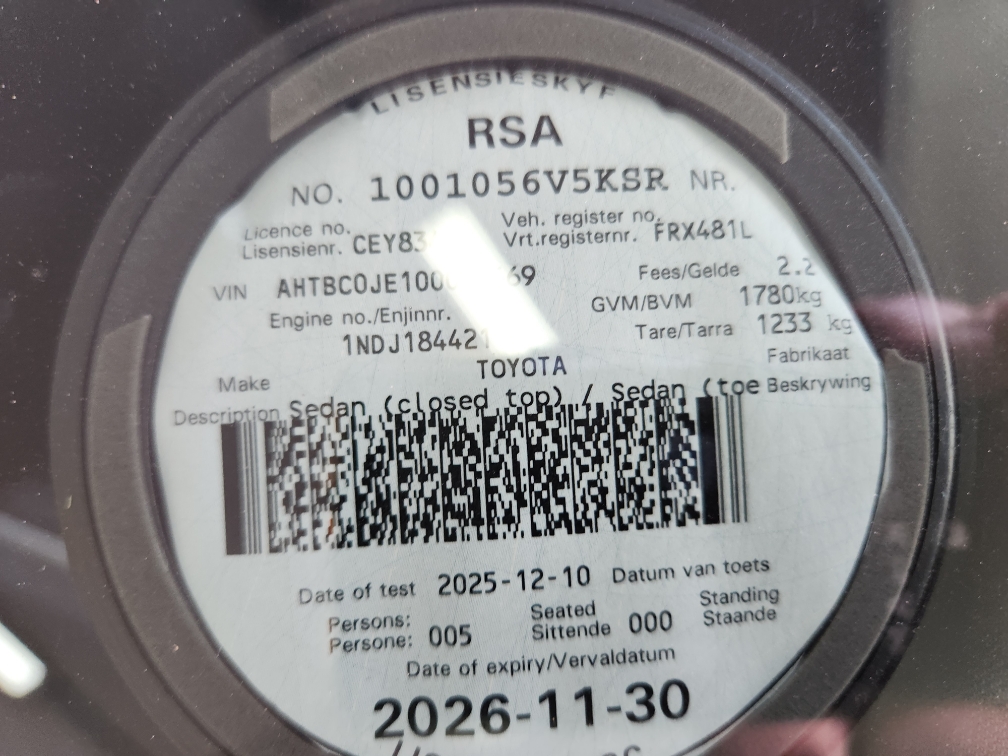 LISENSIESKYF
RSA
NO. 1001056V5KSR NR.
Licence no. Veh. register no.
Lisensienr. Vrt.registernr. FRX481L
VIN Fees/Gelde 2.2
GVM/BVM 1780kg
Engine no./Enjinnr. Tare/Tarra 1233 kg
TOYOTA
Make Fabrikaat
Description Sedan (closed top) / Sedan (toe Beskrywing
Date of test 2025-12-10 Datum van toets
Persons: Seated Standing
Persone: 005 Sittende 000 Staande
Date of expiry/Vervaldatum
2026-11-30